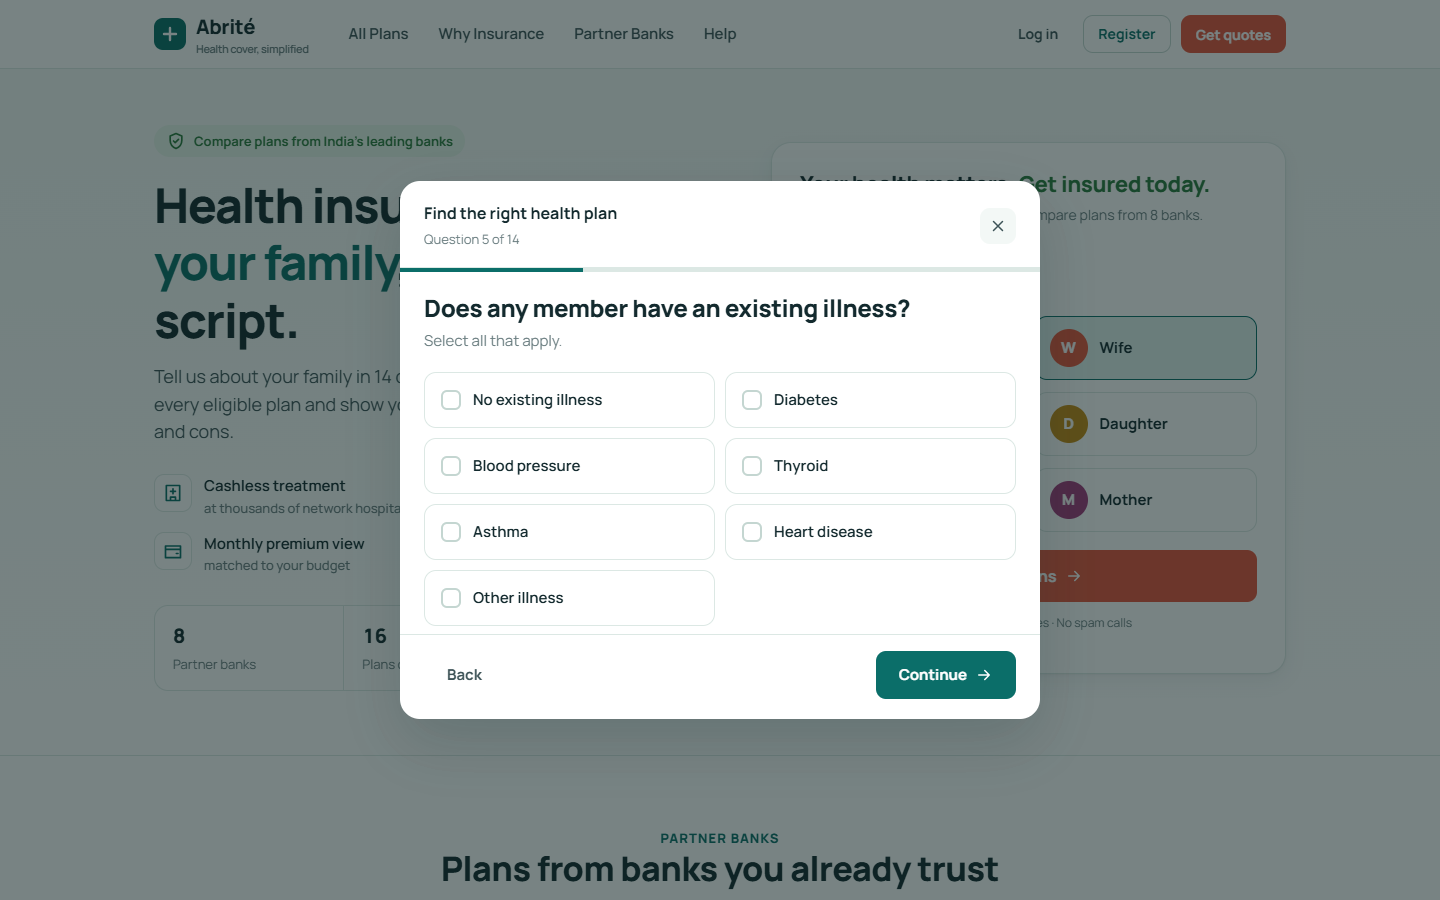 Abrité
Health cover, simplified
All Plans
Why Insurance
Partner Banks
Help
Log in
Register
Get quotes
Compare plans from India's leading banks
Health insu
your family,
script.
Tell us about your family in 14
every eligible plan and show
and cons.
Cashless treatment
at thousands of network hospita
Monthly premium view
matched to your budget
8
Partner banks
16
Plans
Get insured today.
mpare plans from 8 banks.
W
Wife
D
Daughter
M
Mother
ns
No spam calls
Find the right health plan
Question 5 of 14
Does any member have an existing illness?
Select all that apply.
No existing illness
Diabetes
Blood pressure
Thyroid
Asthma
Heart disease
Other illness
Back
Continue
PARTNER BANKS
Plans from banks you already trust